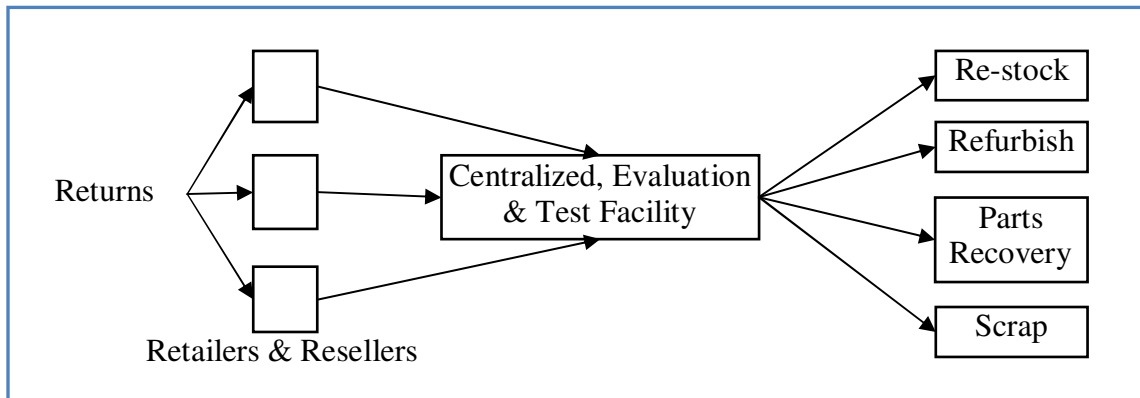 Returns
Retailers & Resellers
Centralized, Evaluation
& Test Facility
Re-stock
Refurbish
Parts
Recovery
Scrap